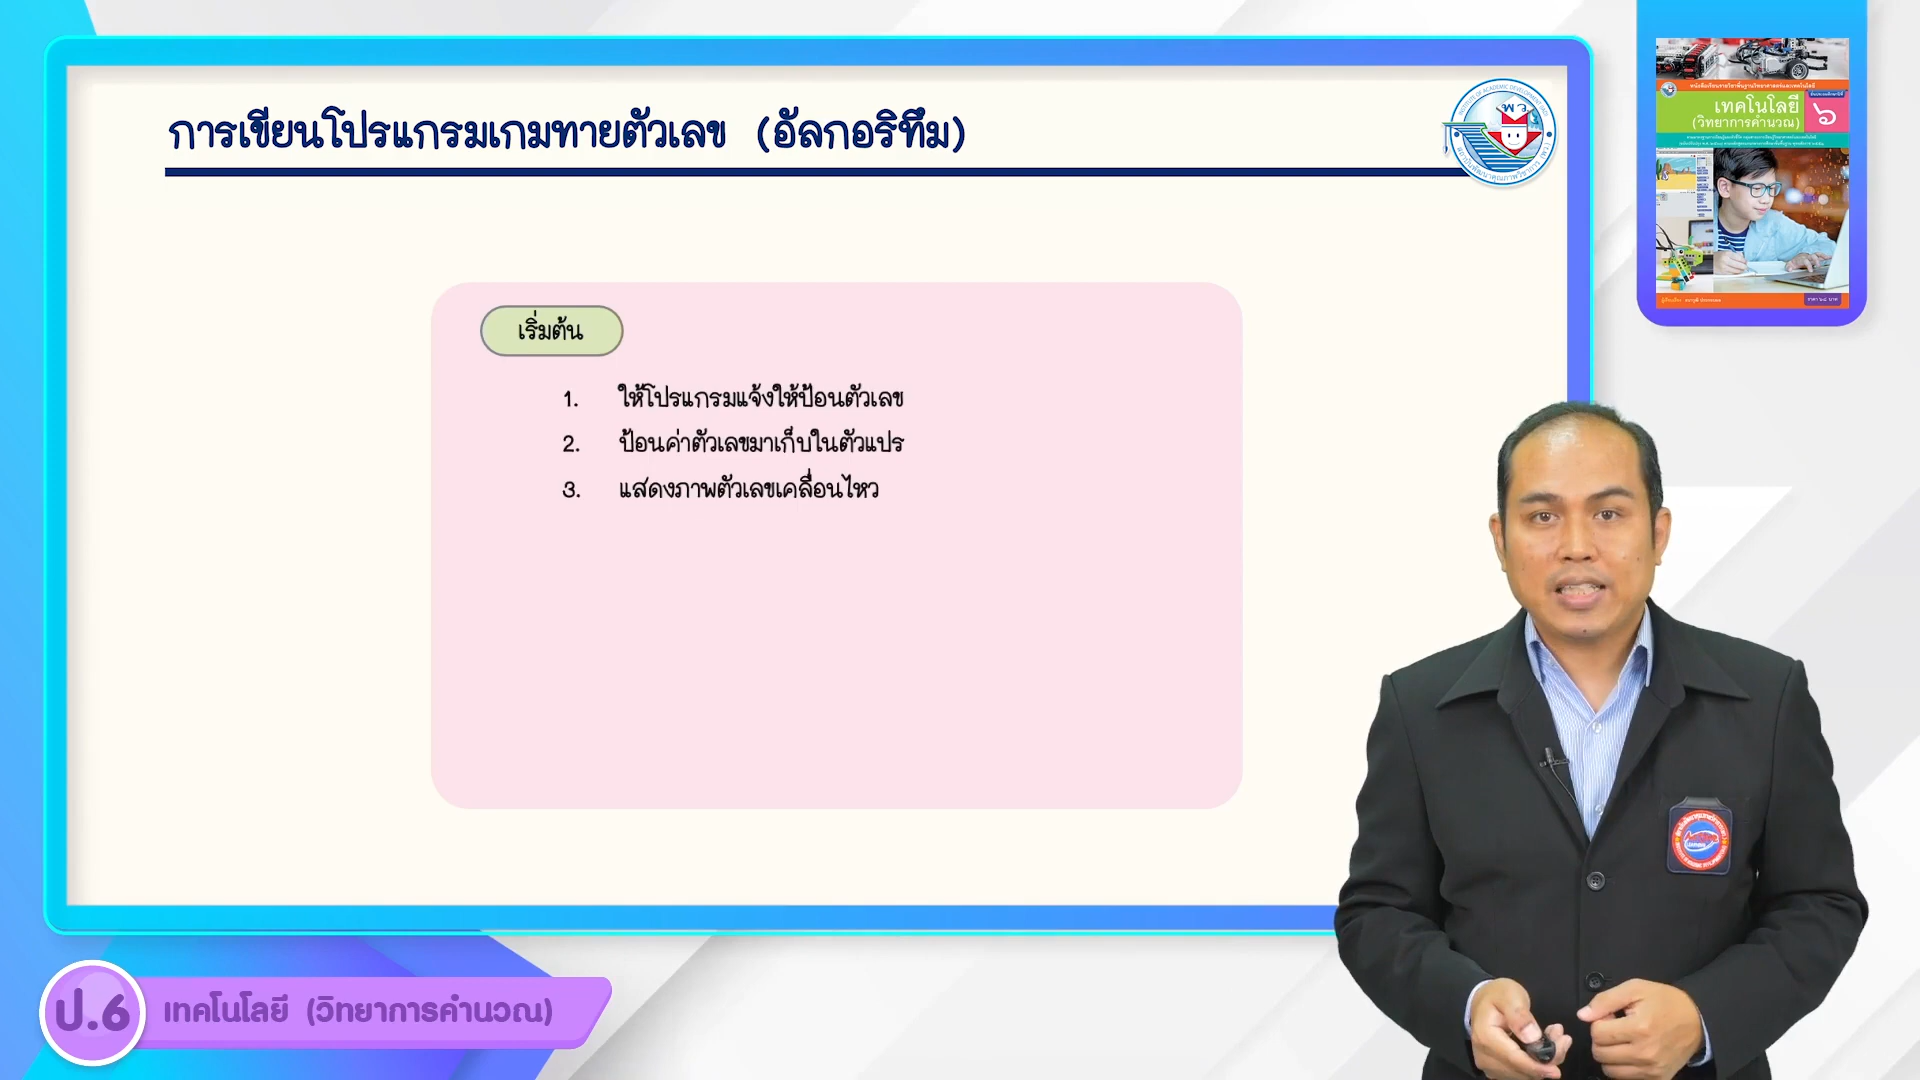 การเขียนโปรแกรมเกมทายตัวเลข (อัลกอริทึม)
เริ่มต้น
1. ให้โปรแกรมแจ้งให้ป้อนตัวเลข
2. ป้อนค่าตัวเลขมาเก็บในตัวแปร
3. แสดงภาพตัวเลขเคลื่อนไหว
พว
เทคโนโลยี
(วิทยาการคำนวณ)
๖
ป.6 เทคโนโลยี (วิทยาการคำนวณ)